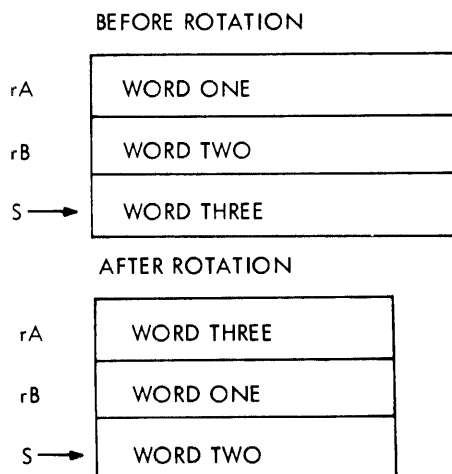 BEFORE ROTATION
rA WORD ONE
rB WORD TWO
S WORD THREE
AFTER ROTATION
rA WORD THREE
rB WORD ONE
S WORD TWO